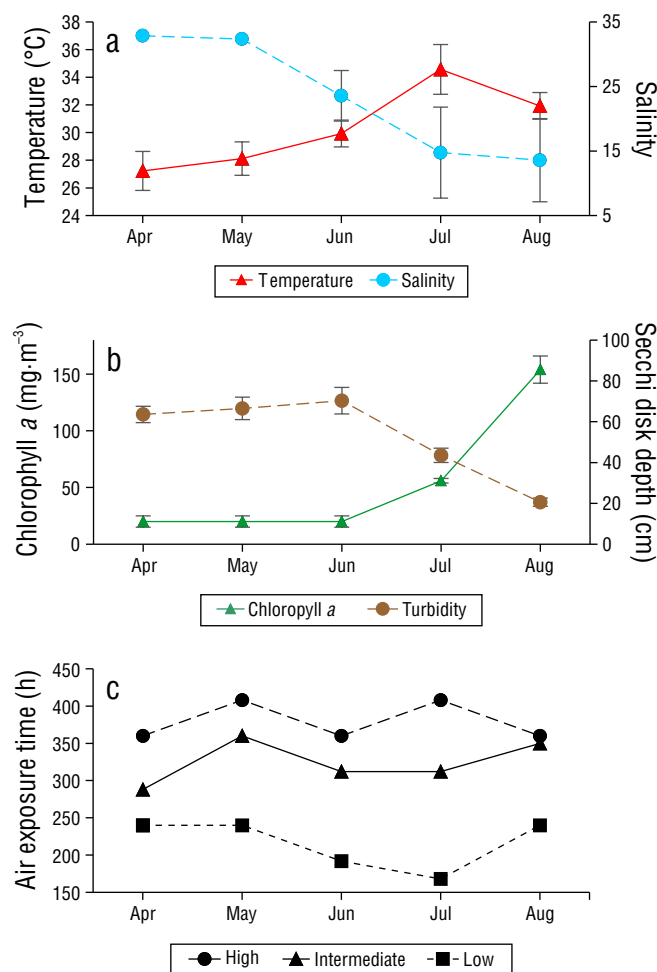 a
Temperature (°C)
38
36
34
32
30
28
26
24
Salinity
35
25
15
5
Apr May Jun Jul Aug
Temperature Salinity
b
Chlorophyll a (mg·m⁻³)
150
100
50
0
Secchi disk depth
(cm)
100
80
60
40
20
0
Apr May Jun Jul Aug
Chloropyll a Turbidity
c
Air exposure time (h)
450
400
350
300
250
200
150
Apr May Jun Jul Aug
High Intermediate Low